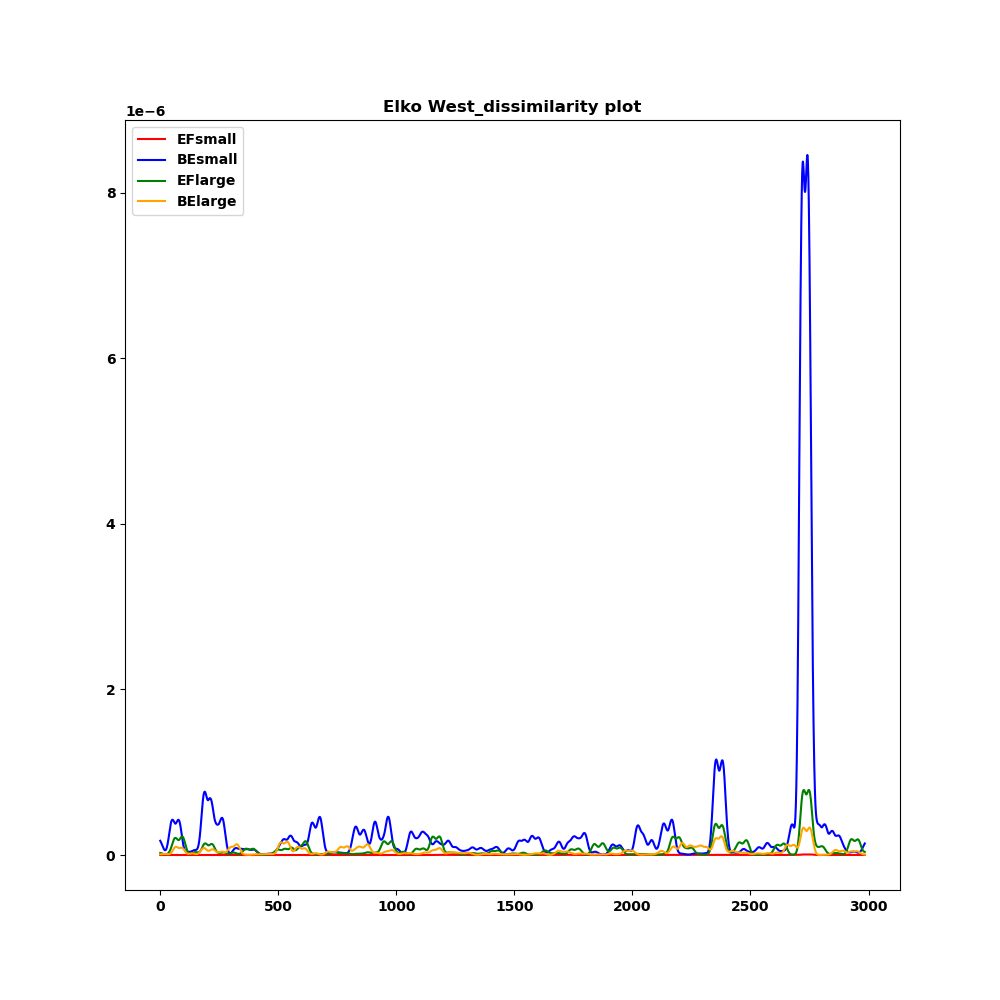 Elko West_dissimilarity plot
1e−6
EFsmall
BEsmall
EFlarge
BElarge
8
6
4
2
0
0 500 1000 1500 2000 2500 3000